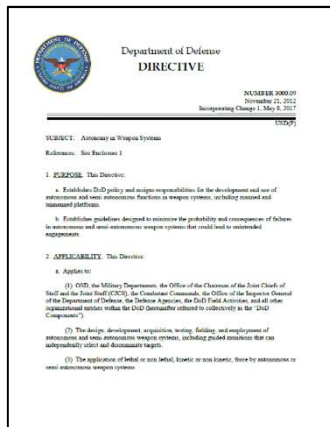 Department of Defense
DIRECTIVE
NUMBER 3000.09
November 21, 2012
Incorporating Change 1, May 8, 2017
USD(P)
SUBJECT: Autonomy in Weapon Systems
References: See Enclosure 1
1. PURPOSE. This Directive:
a. Establishes DoD policy and assigns responsibilities for the development and use of
autonomous and semi-autonomous functions in weapon systems, including manned and
unmanned platforms.
b. Establishes guidelines designed to minimize the probability and consequences of failures
in autonomous and semi-autonomous weapon systems that could lead to unintended
engagements.
2. APPLICABILITY. This Directive:
a. Applies to:
(1) OSD, the Military Departments, the Office of the Chairman of the Joint Chiefs of
Staff and the Joint Staff (CJCS), the Combatant Commands, the Office of the Inspector General
of the Department of Defense, the Defense Agencies, the DoD Field Activities, and all other
organizational entities within the DoD (hereinafter referred to collectively as the "DoD
Components").
(2) The design, development, acquisition, testing, fielding, and employment of
autonomous and semi-autonomous weapon systems, including guided munitions that can
independently select and discriminate targets.
(3) The application of lethal or non-lethal, kinetic or non-kinetic, force by autonomous or
semi-autonomous weapon systems.